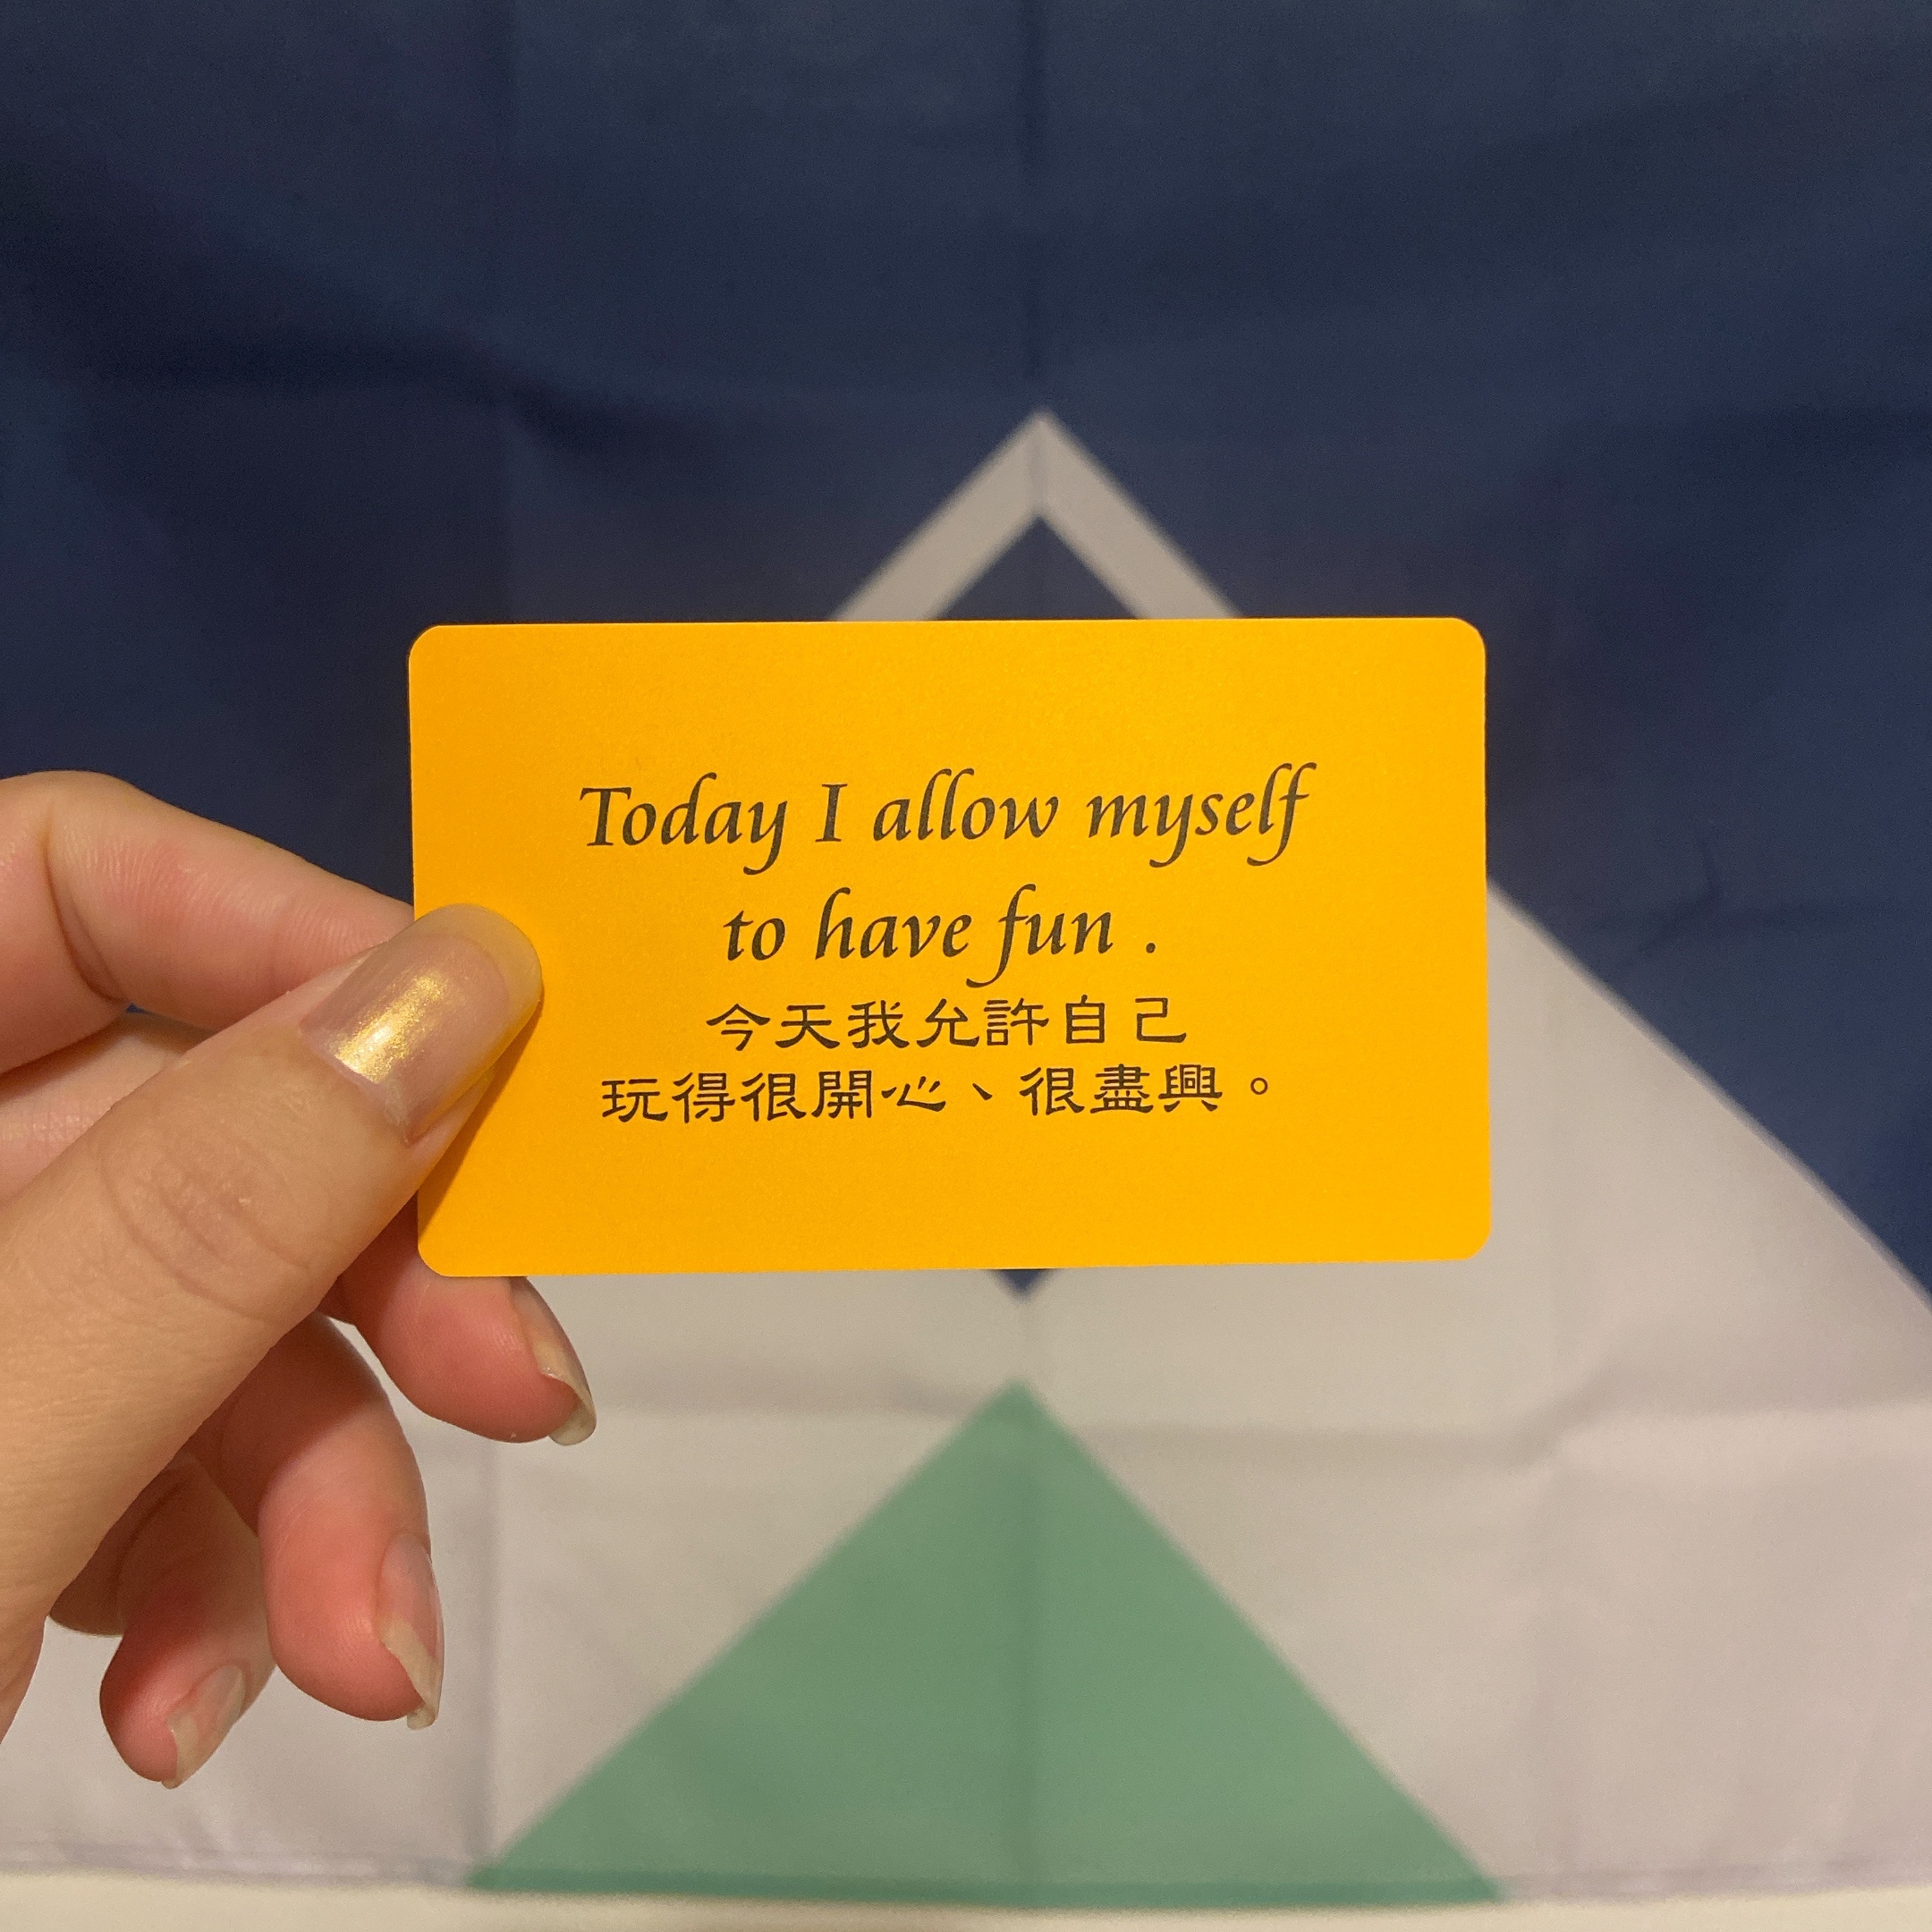 Today I allow myself
to have fun .
今天我允許自己
玩得很開心、很盡興。